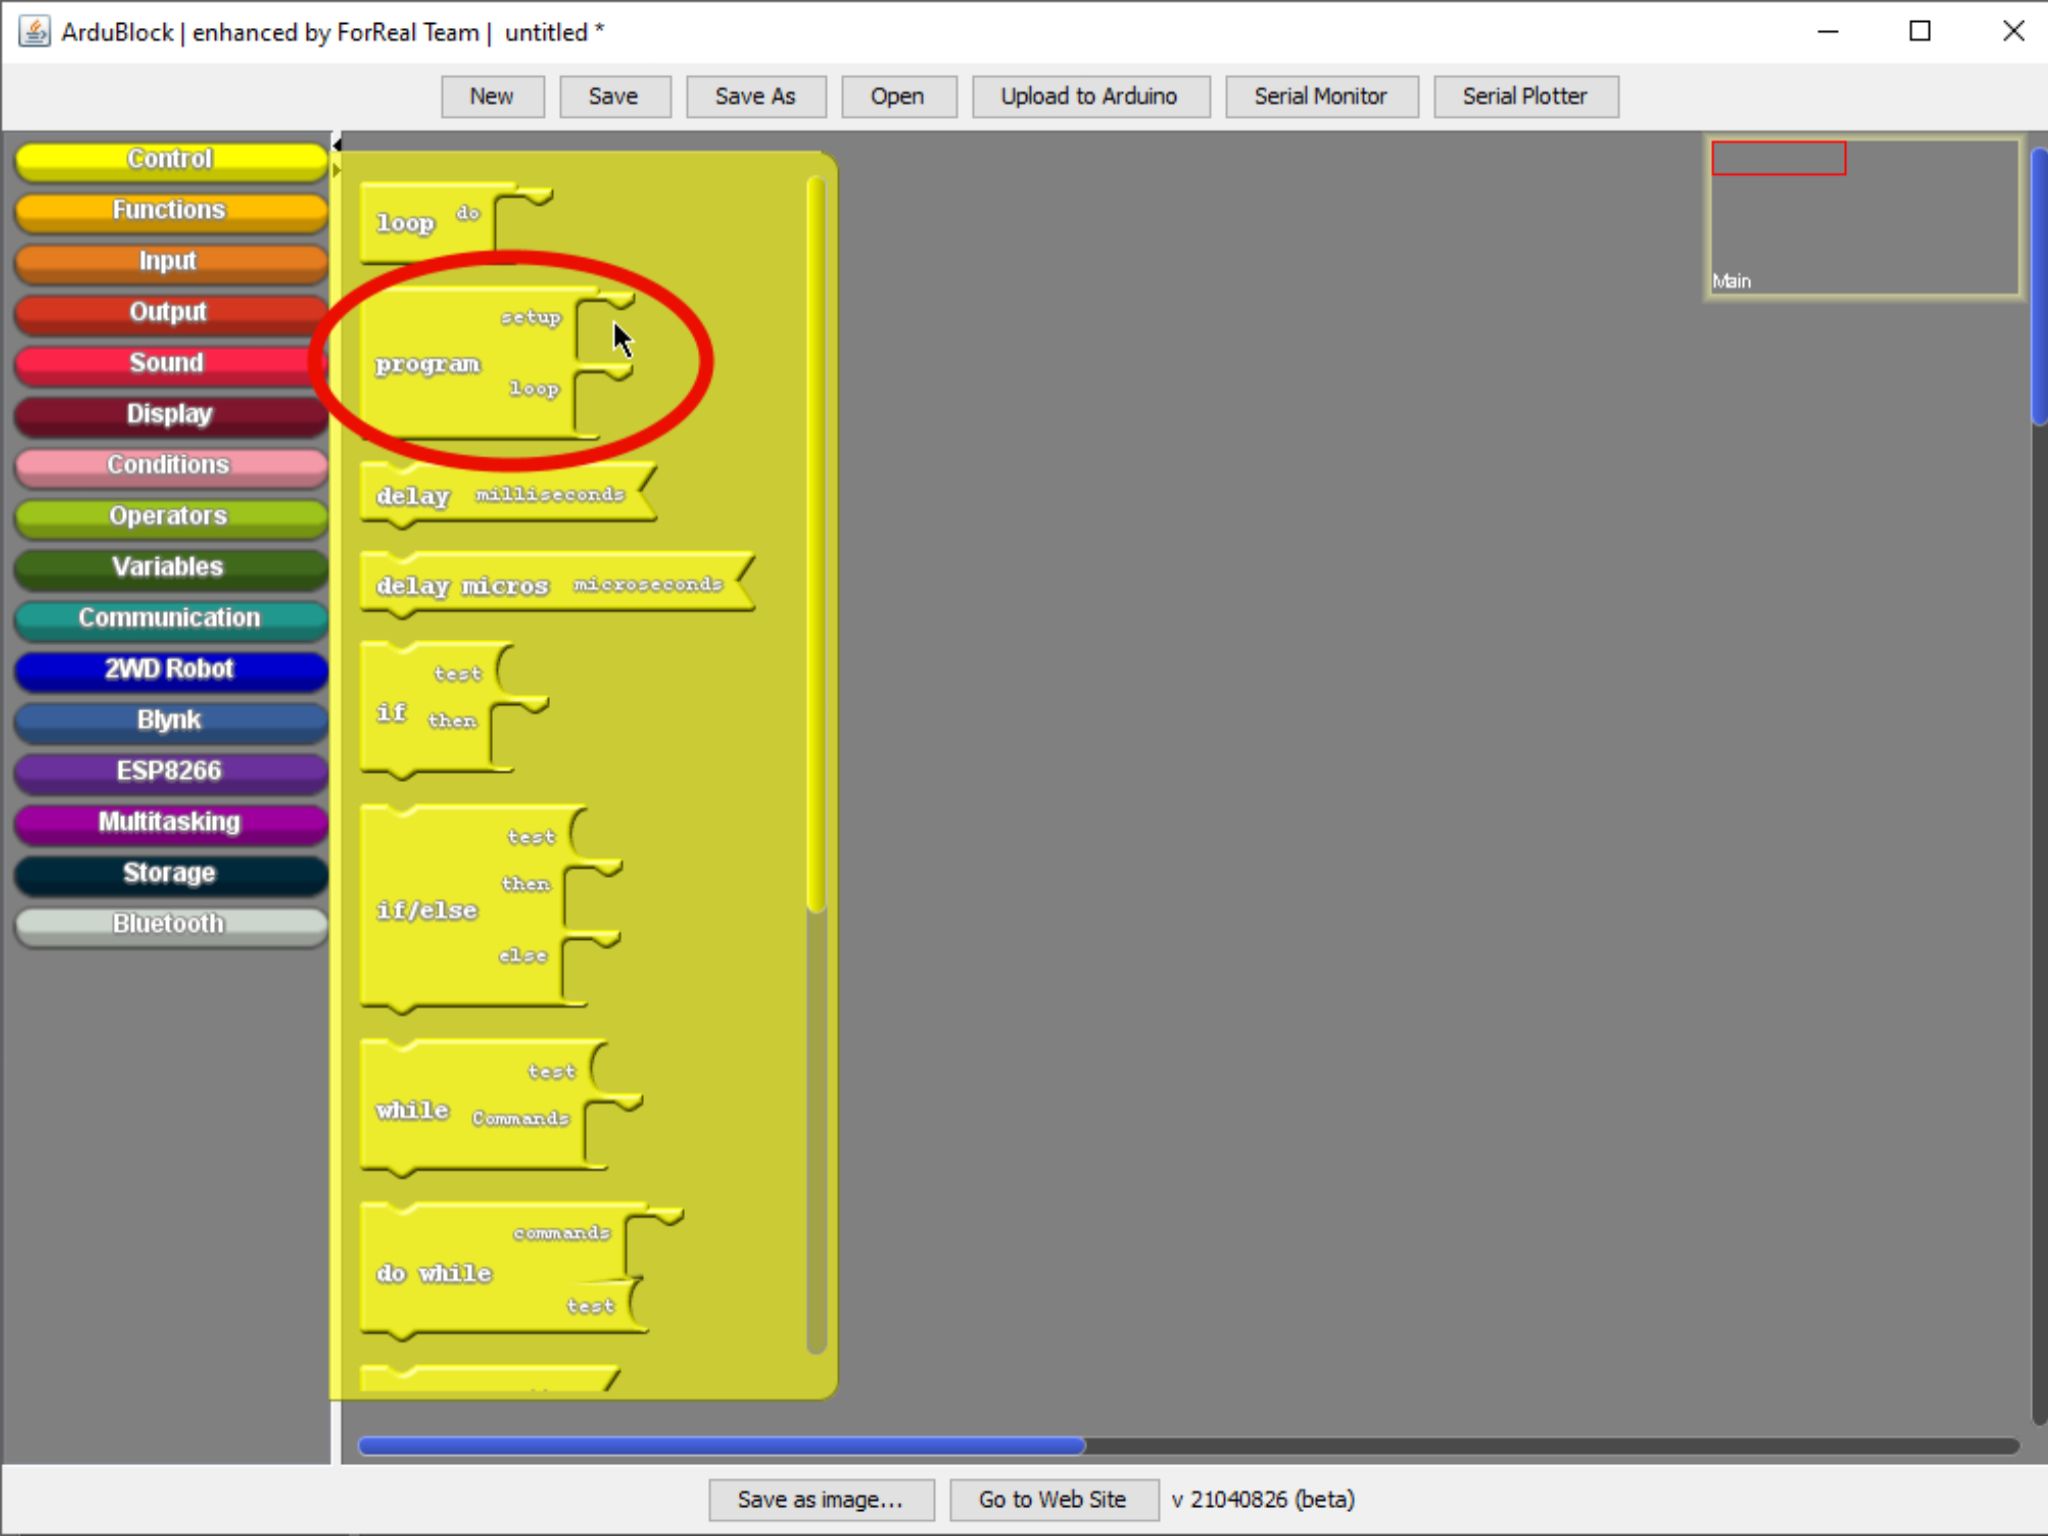 ArduBlock | enhanced by ForReal Team | untitled *
New Save Save As Open Upload to Arduino Serial Monitor Serial Plotter
Control
Functions
Input
Output
Sound
Display
Conditions
Operators
Variables
Communication
2WD Robot
Blynk
ESP8266
Multitasking
Storage
Bluetooth
loop do
setup
program
loop
delay milliseconds
delay micros microseconds
test
if then
test
then
if/else
else
test
while Commands
commands
do while
test
Main
Save as image... Go to Web Site v 21040826 (beta)